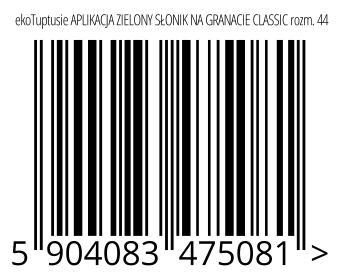 ekoTuptusie APLIKACJA ZIELONY SŁONIK NA GRANACIE CLASSIC rozm. 44
5 904083 475081 >